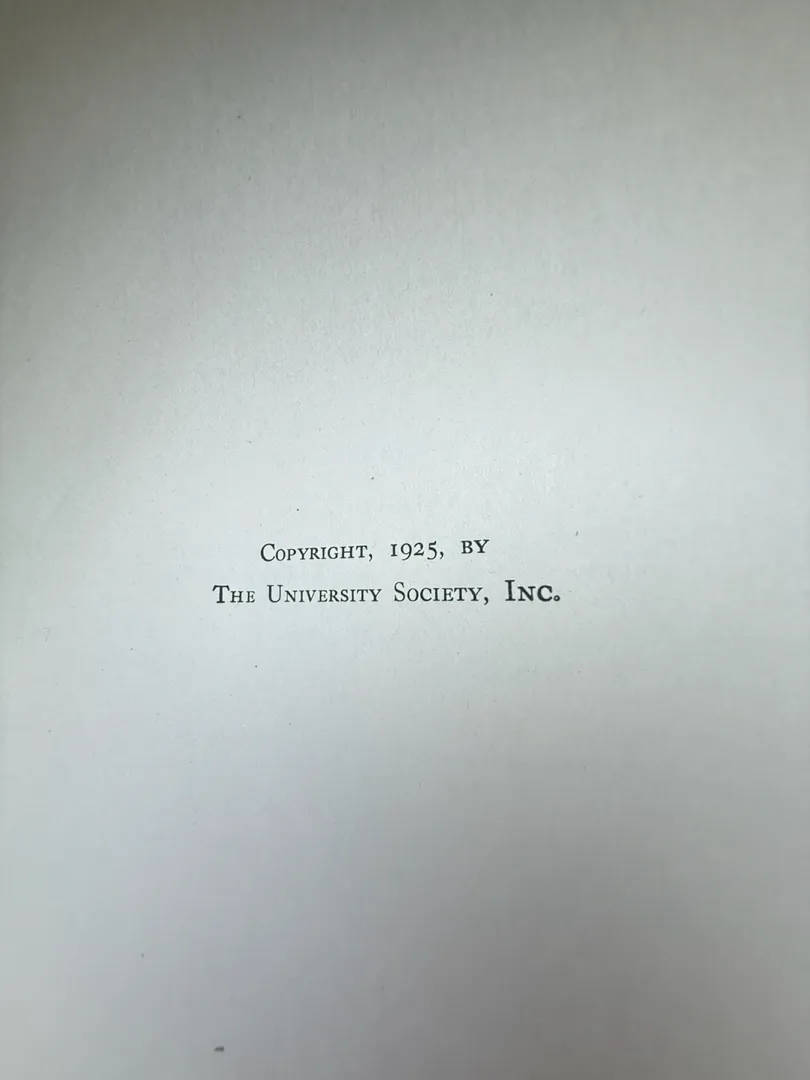 Copyright, 1925, by
The University Society, Inc.